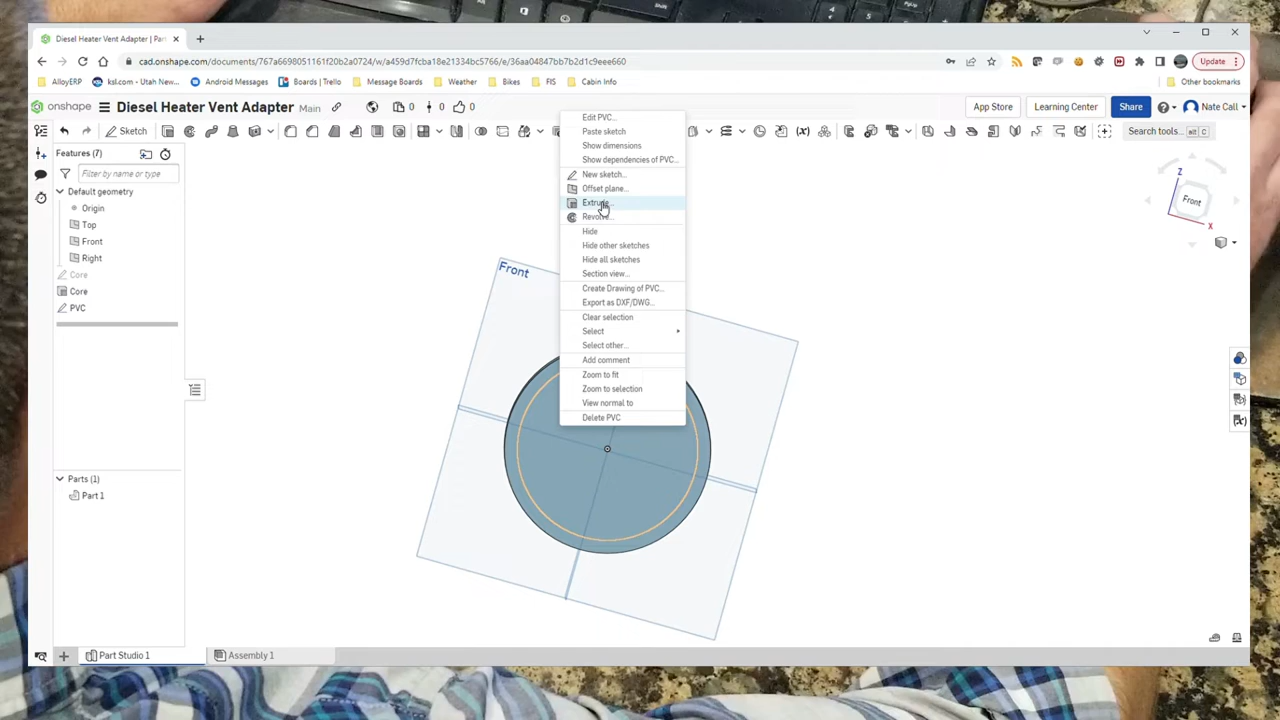 Diesel Heater Vent Adapter | Part
cad.onshape.com/documents/767a6698051161f20b2a0724/w/a459d7fcba18e21334bc5766/e/36aa04847bb7b2d1c9eee660
Update
AlloyERP
ksl.com - Utah New...
Android Messages
Boards | Trello
Message Boards
Weather
Bikes
FIS
Cabin Info
Other bookmarks
onshape
Diesel Heater Vent Adapter
Main
0
0
0
App Store
Learning Center
Share
Nate Call
Sketch
Search tools...
alt C
Features (7)
Filter by name or type
Default geometry
Origin
Top
Front
Right
Core
Core
PVC
Parts (1)
Part 1
Edit PVC...
Paste sketch
Show dimensions
Show dependencies of PVC...
New sketch...
Offset plane...
Extrude...
Revolve...
Hide
Hide other sketches
Hide all sketches
Section view...
Create Drawing of PVC...
Export as DXF/DWG...
Clear selection
Select
Select other...
Add comment
Zoom to fit
Zoom to selection
View normal to
Delete PVC
Front
Z
Front
X
Part Studio 1
Assembly 1